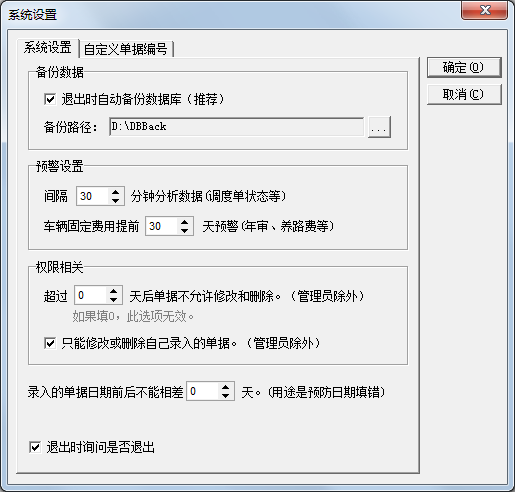 系统设置
系统设置 自定义单据编号
确定(O)
取消(C)
备份数据
退出时自动备份数据库（推荐）
备份路径： D:\DBBack ...
预警设置
间隔 30 分钟分析数据(调度单状态等)
车辆固定费用提前 30 天预警(年审、养路费等)
权限相关
超过 0 天后单据不允许修改和删除。（管理员除外）
如果填0，此选项无效。
只能修改或删除自己录入的单据。（管理员除外）
录入的单据日期前后不能相差 0 天。(用途是预防日期填错)
退出时询问是否退出